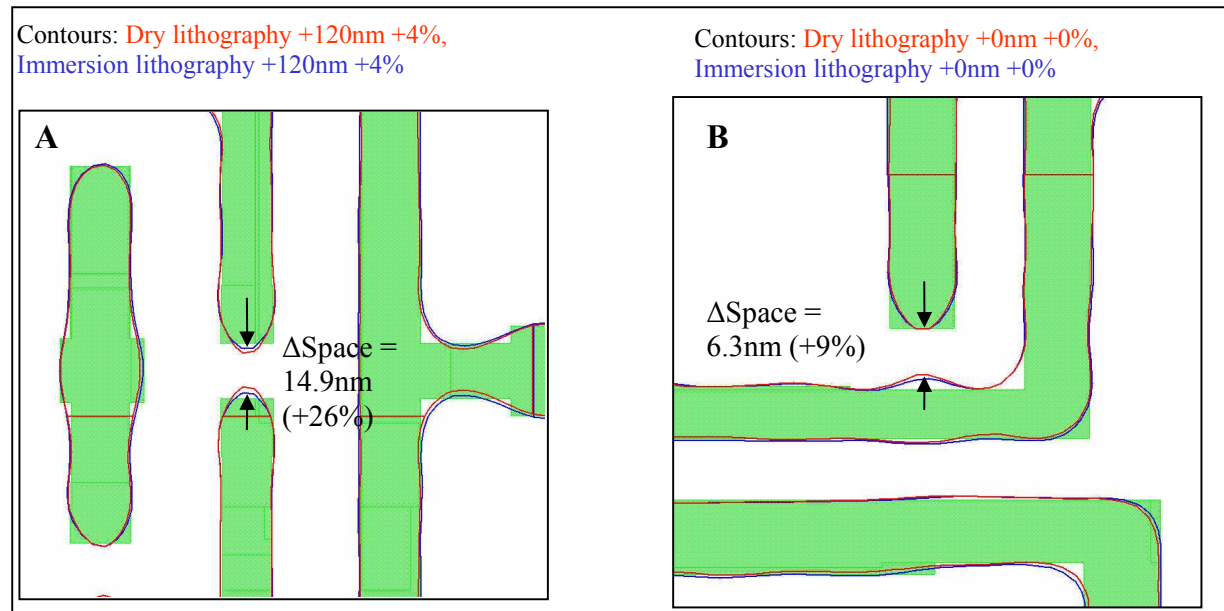 Contours: Dry lithography +120nm +4%,
Immersion lithography +120nm +4%
Contours: Dry lithography +0nm +0%,
Immersion lithography +0nm +0%
A
ΔSpace =
14.9nm
(+26%)
B
ΔSpace =
6.3nm (+9%)